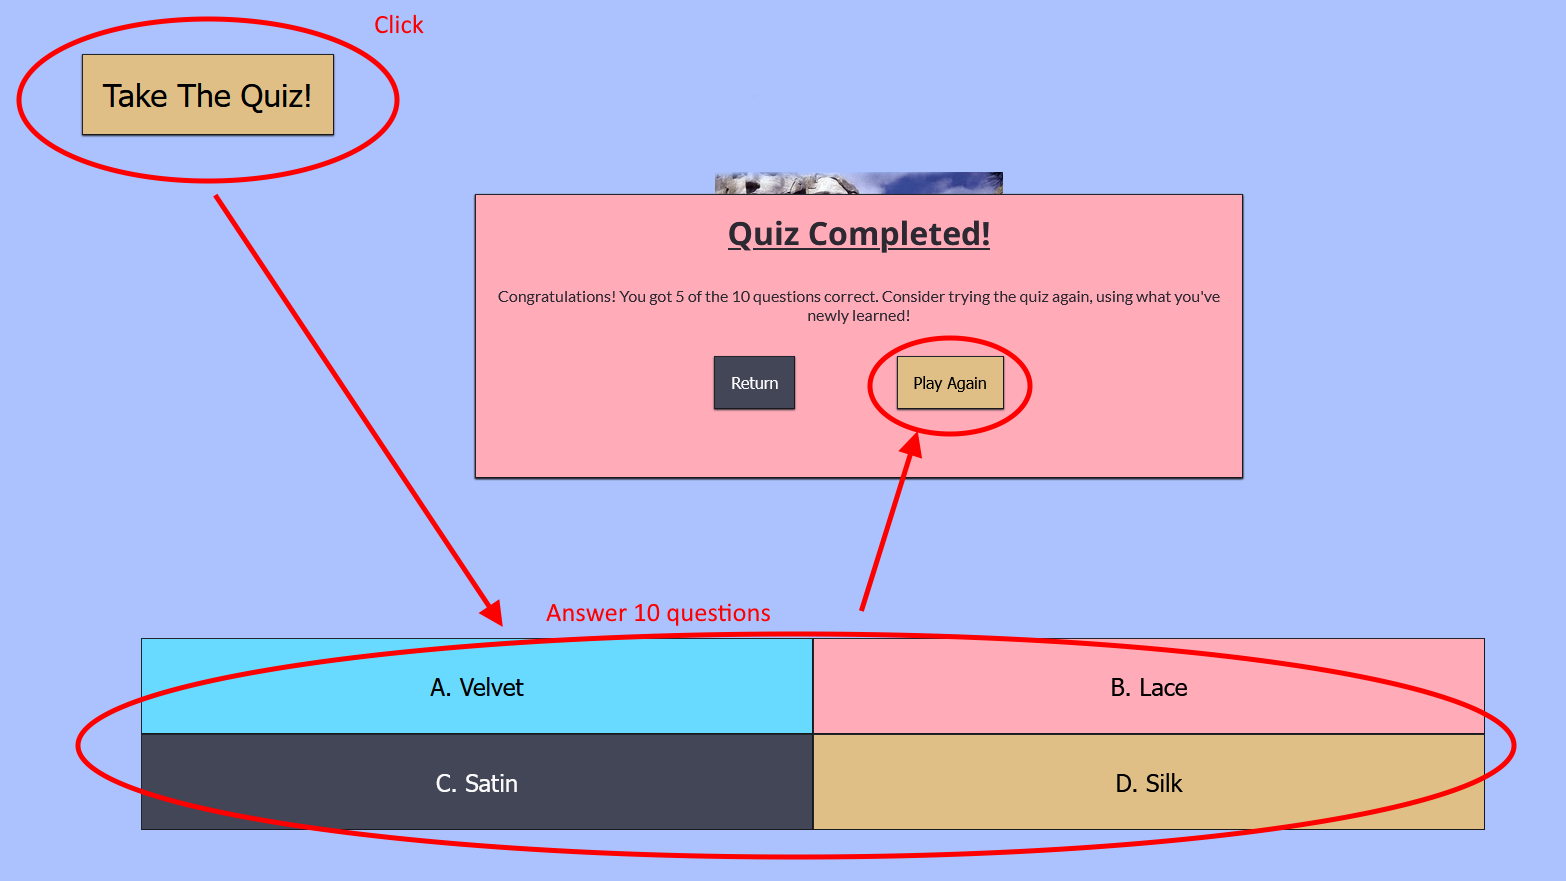 Click
Take The Quiz!
Quiz Completed!
Congratulations! You got 5 of the 10 questions correct. Consider trying the quiz again, using what you've
newly learned!
Return
Play Again
Answer 10 questions
A. Velvet
B. Lace
C. Satin
D. Silk